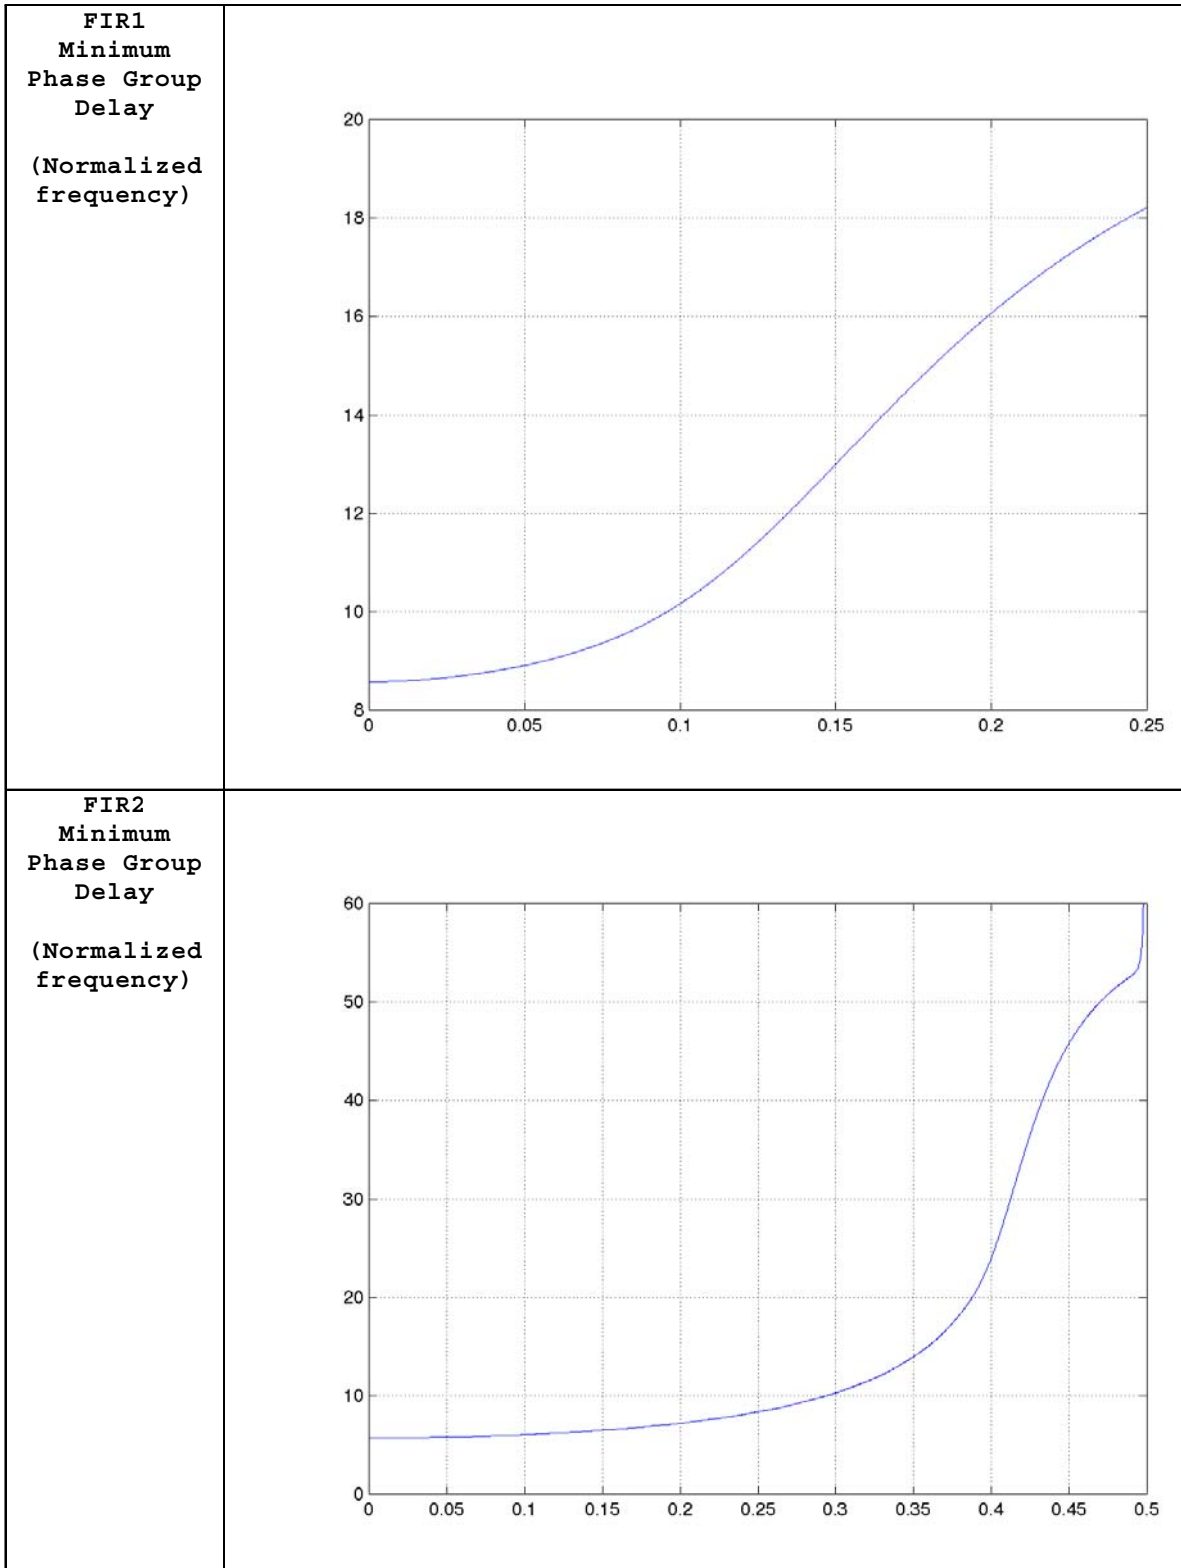 FIR1
Minimum
Phase Group
Delay
(Normalized
frequency)
20
18
16
14
12
10
8
0 0.05 0.1 0.15 0.2 0.25
FIR2
Minimum
Phase Group
Delay
(Normalized
frequency)
60
50
40
30
20
10
0
0 0.05 0.1 0.15 0.2 0.25 0.3 0.35 0.4 0.45 0.5